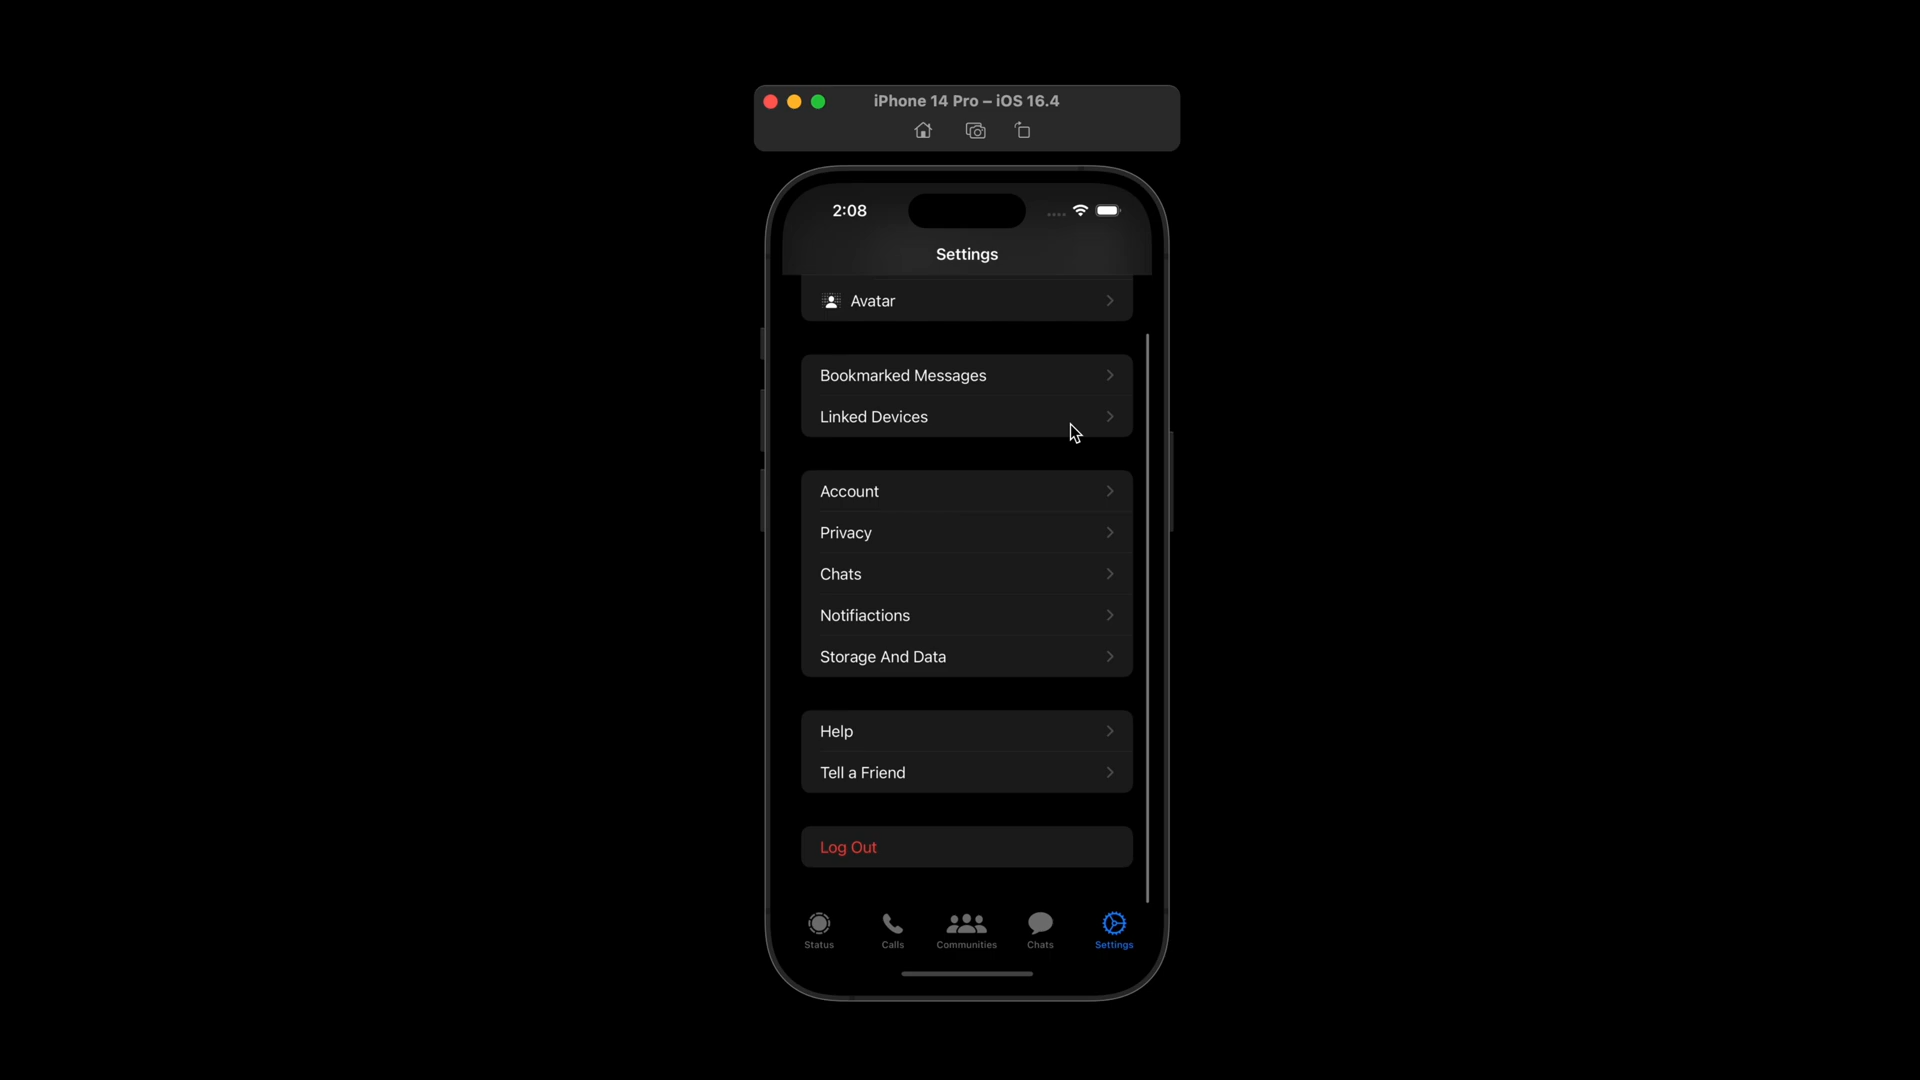 iPhone 14 Pro – iOS 16.4
2:08
Settings
Avatar
Bookmarked Messages
Linked Devices
Account
Privacy
Chats
Notifiactions
Storage And Data
Help
Tell a Friend
Log Out
Status
Calls
Communities
Chats
Settings